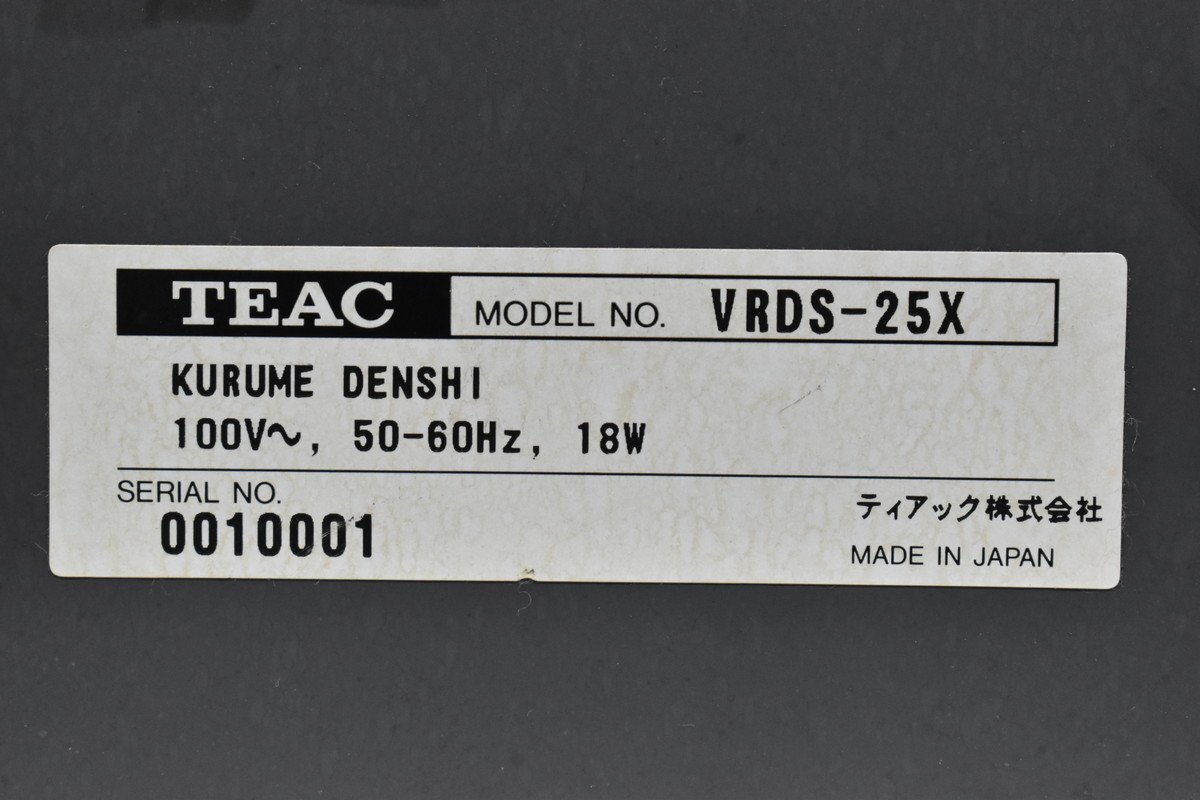 TEAC MODEL NO. VRDS-25X
KURUME DENSHI
100V～, 50-60Hz, 18W
SERIAL NO.
0010001
ティアック株式会社
MADE IN JAPAN